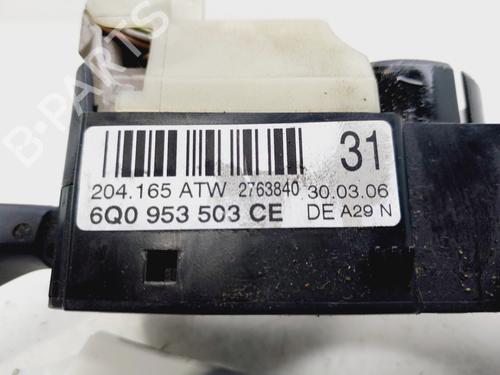 B-PARTS
31
204.165 ATW 2763840 30.03.06
6Q0 953 503 CE DE A29 N